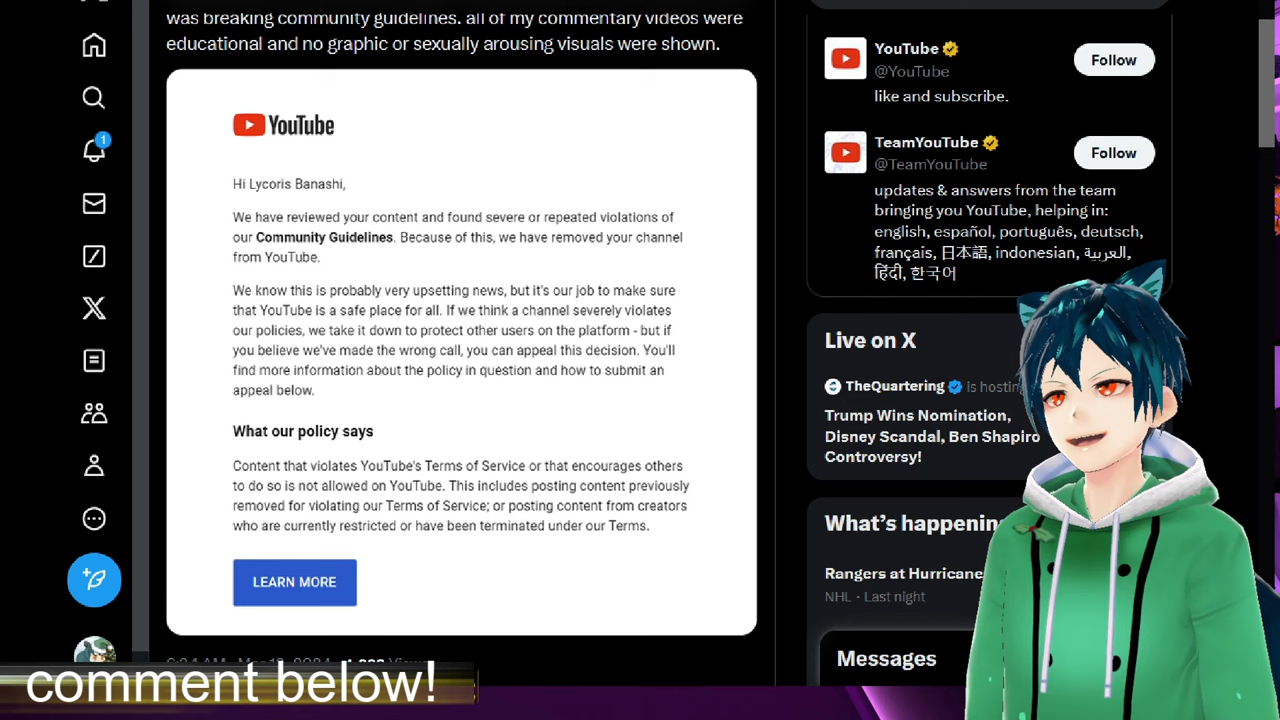 was breaking community guidelines. all of my commentary videos were
educational and no graphic or sexually arousing visuals were shown.
YouTube
Hi Lycoris Banashi,
We have reviewed your content and found severe or repeated violations of
our Community Guidelines. Because of this, we have removed your channel
from YouTube.
We know this is probably very upsetting news, but it's our job to make sure
that YouTube is a safe place for all. If we think a channel severely violates
our policies, we take it down to protect other users on the platform - but if
you believe we've made the wrong call, you can appeal this decision. You'll
find more information about the policy in question and how to submit an
appeal below.
What our policy says
Content that violates YouTube's Terms of Service or that encourages others
to do so is not allowed on YouTube. This includes posting content previously
removed for violating our Terms of Service; or posting content from creators
who are currently restricted or have been terminated under our Terms.
LEARN MORE
comment below!
1
YouTube
@YouTube
Follow
like and subscribe.
TeamYouTube
@TeamYouTube
Follow
updates & answers from the team
bringing you YouTube, helping in:
english, español, português, deutsch,
français, 日本語, indonesian, العربية,
हिंदी, 한국어
Live on X
TheQuartering is hosting
Trump Wins Nomination,
Disney Scandal, Ben Shapiro
Controversy!
What's happenin
Rangers at Hurricane
NHL · Last night
Messages